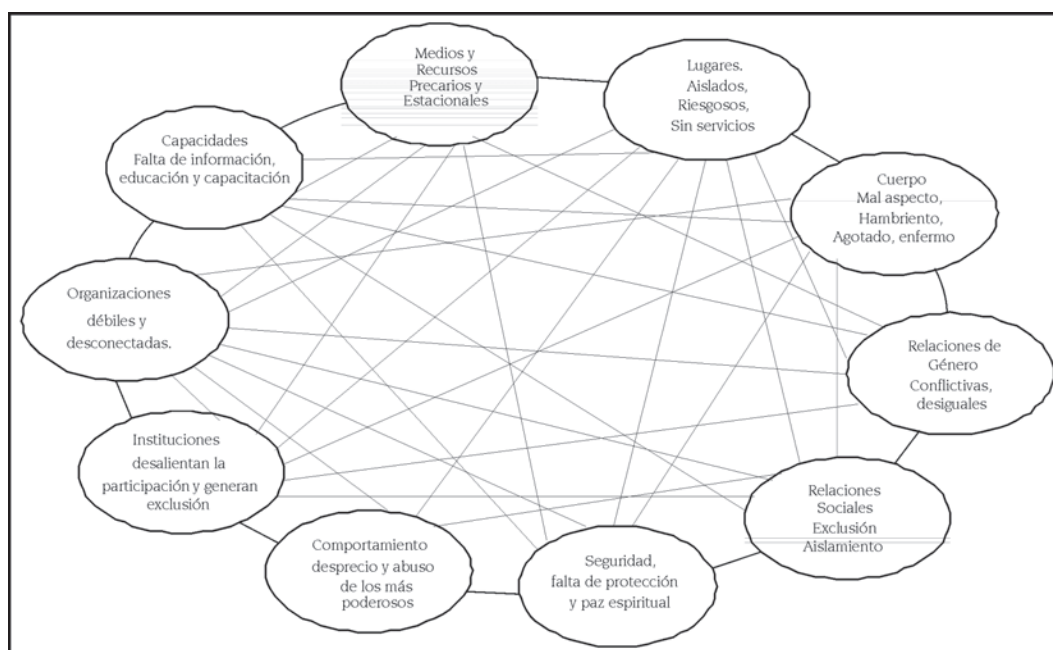 Medios y
Recursos
Precarios y
Estacionales
Lugares.
Aislados,
Riesgosos,
Sin servicios
Cuerpo
Mal aspecto,
Hambriento,
Agotado, enfermo
Relaciones de
Género
Conflictivas,
desiguales
Relaciones
Sociales
Exclusión
Aislamiento
Seguridad,
falta de protección
y paz espiritual
Comportamiento
desprecio y abuso
de los más
poderosos
Instituciones
desalientan la
participación y generan
exclusión
Organizaciones
débiles y
desconectadas.
Capacidades
Falta de información,
educación y capacitación